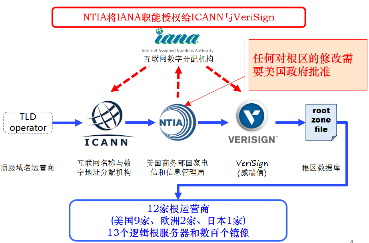 NTIA将IANA职能授权给ICANN与VeriSign
iana
Internet Assigned Numbers Authority
互联网数字分配机构
任何对根区的修改需
要美国政府批准
TLD
operator
ICANN
NTIA
VERISIGN
root
zone
file
顶级域名运营商
互联网名称与数
字地址分配机构
美国商务部国家电
信和信息管理局
VeriSign
(威瑞信)
根区数据库
12家根运营商
(美国9家、欧洲2家、日本1家)
13个逻辑根服务器和数百个镜像